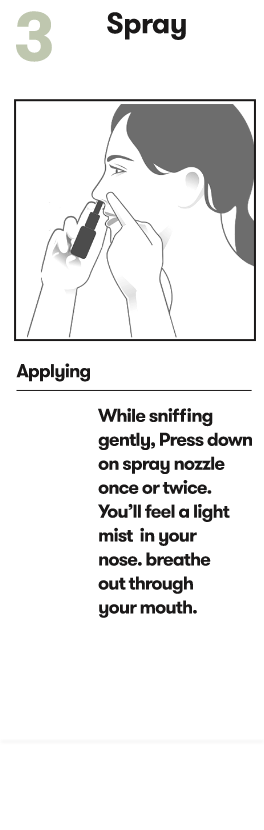 3 Spray
Applying
While sniffing
gently, Press down
on spray nozzle
once or twice.
You'll feel a light
mist in your
nose. breathe
out through
your mouth.